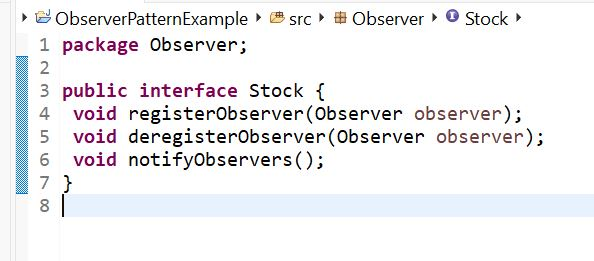 ObserverPatternExample src Observer Stock
1 package Observer;
2
3 public interface Stock {
4 void registerObserver(Observer observer);
5 void deregisterObserver(Observer observer);
6 void notifyObservers();
7 }
8